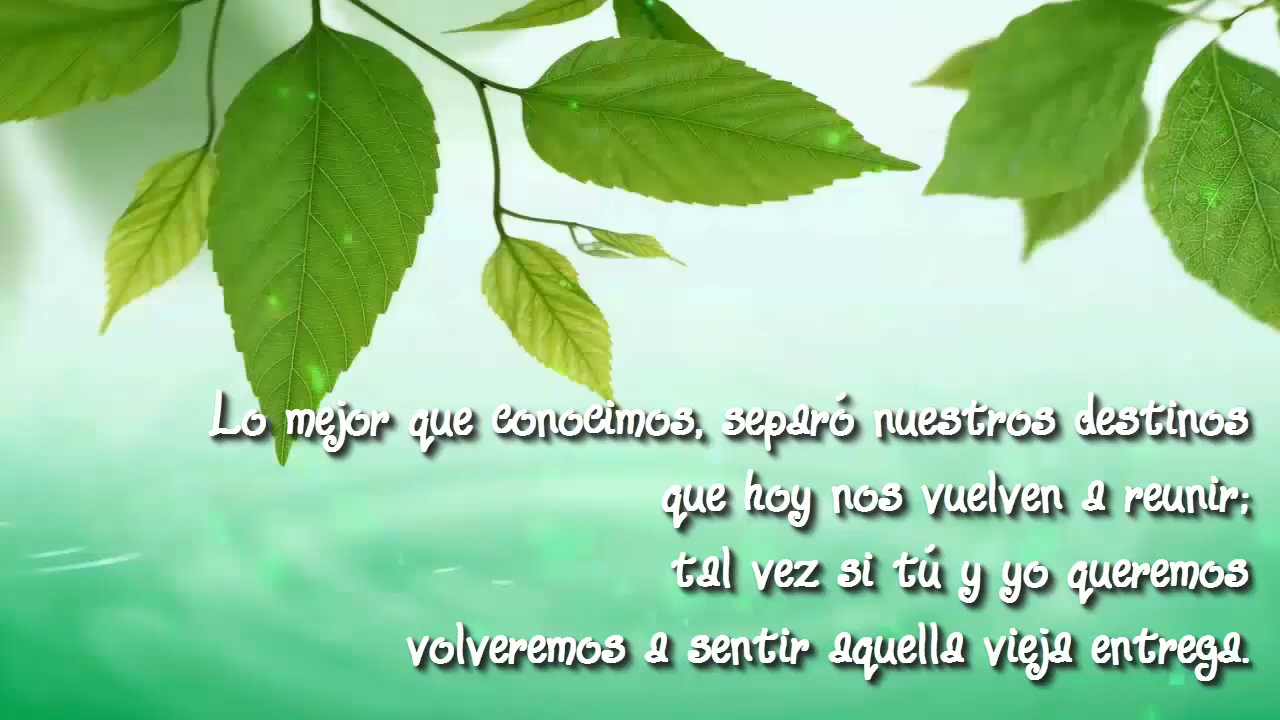 Lo mejor que conocimos, separó nuestros destinos
que hoy nos vuelven a reunir;
tal vez si tú y yo queremos
volveremos a sentir aquella vieja entrega.